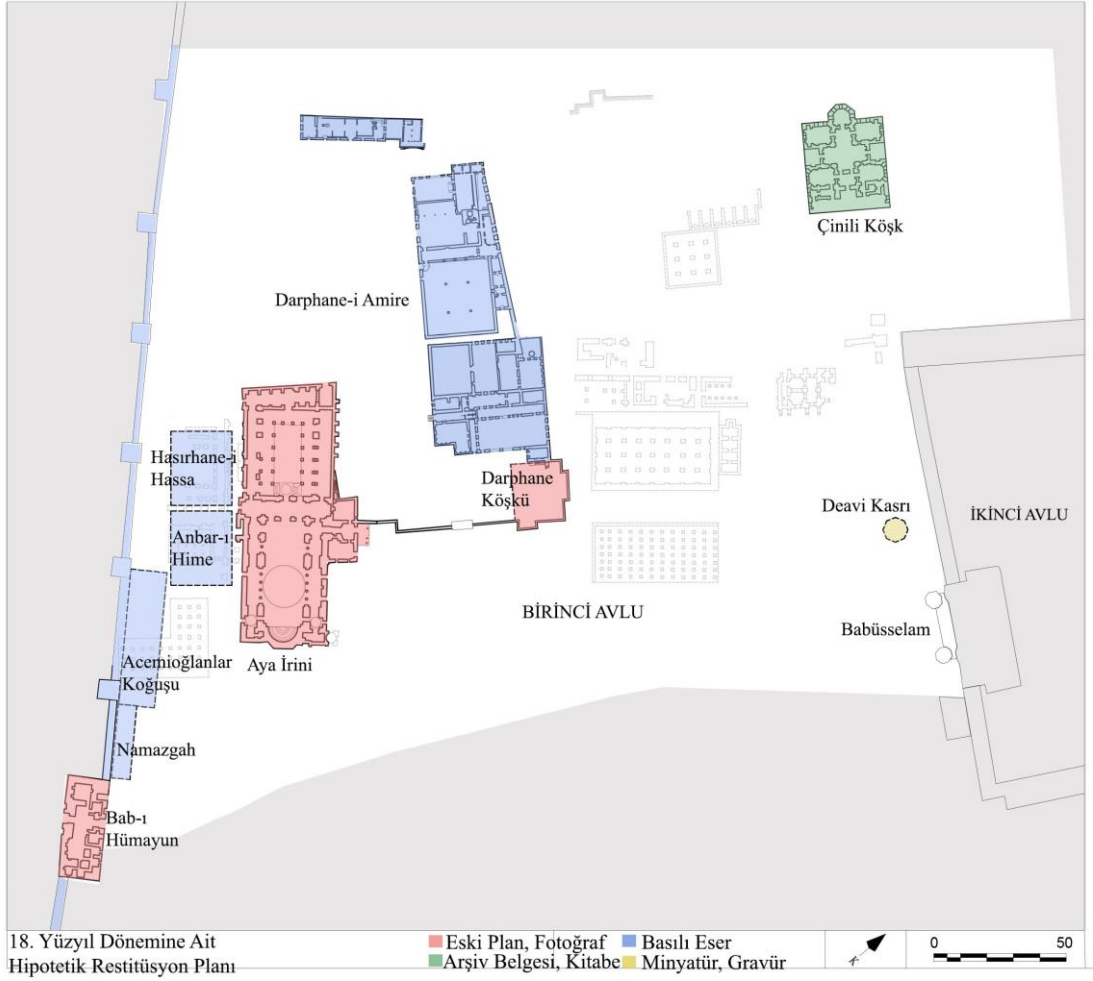 Çinili Köşk
Darphane-i Amire
Hasırhane-i
Hassa
Darphane
Köşkü
Deavi Kasrı
İKİNCİ AVLU
Anbar-ı
Hime
BİRİNCİ AVLU
Babüsselam
Acemioğlanlar
Koğuşu
Aya İrini
Namazgah
Bab-ı
Hümayun
18. Yüzyıl Dönemine Ait
Hipotetik Restitüsyon Planı
Eski Plan, Fotoğraf
Basılı Eser
Arşiv Belgesi, Kitabe
Minyatür, Gravür
K
0 50